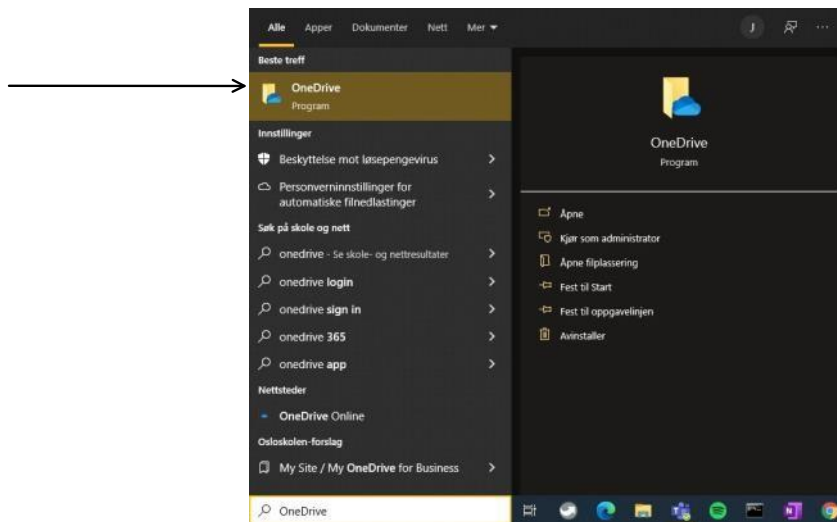 Alle Apper Dokumenter Nett Mer
J
Beste treff
OneDrive
Program
Innstillinger
Beskyttelse mot løsepengevirus
Personverninnstillinger for
automatiske filnedlastinger
Søk på skole og nett
onedrive - Se skole- og nettresultater
onedrive login
onedrive sign in
onedrive 365
onedrive app
Nettsteder
OneDrive Online
Osloskolen-forslag
My Site / My OneDrive for Business
OneDrive
OneDrive
Program
Åpne
Kjør som administrator
Åpne filplassering
Fest til Start
Fest til oppgavelinjen
Avinstaller